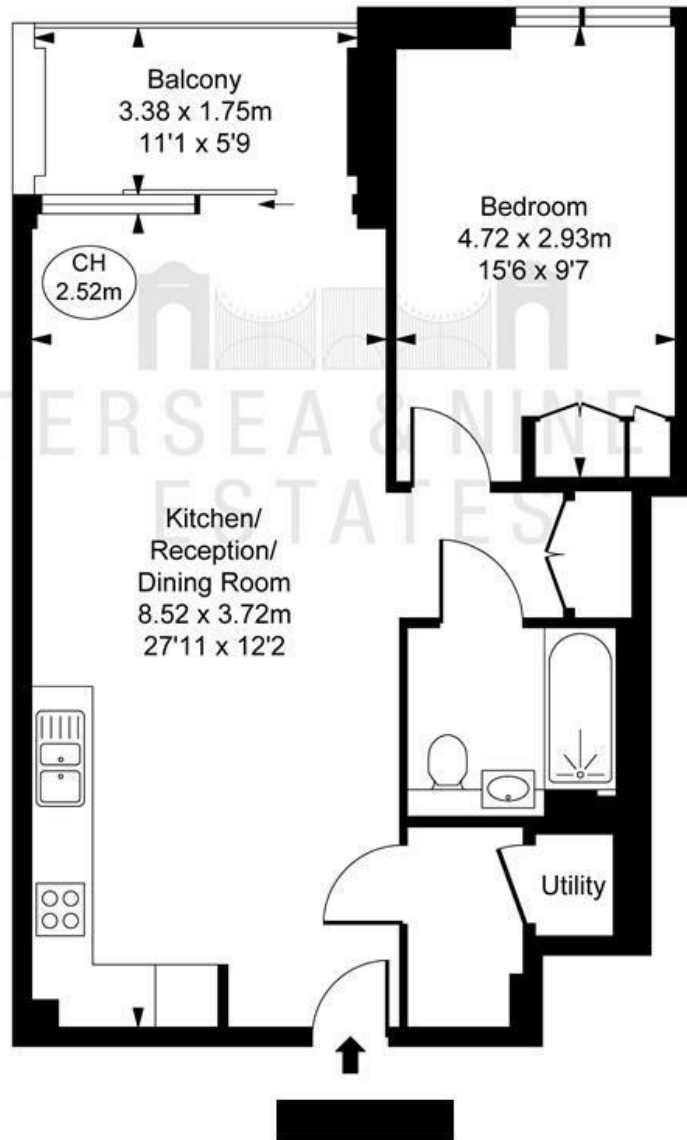 Balcony
3.38 x 1.75m
11'1 x 5'9
Bedroom
4.72 x 2.93m
15'6 x 9'7
CH
2.52m
ERSEA & NINE
ESTATES
Kitchen/
Reception/
Dining Room
8.52 x 3.72m
27'11 x 12'2
Utility